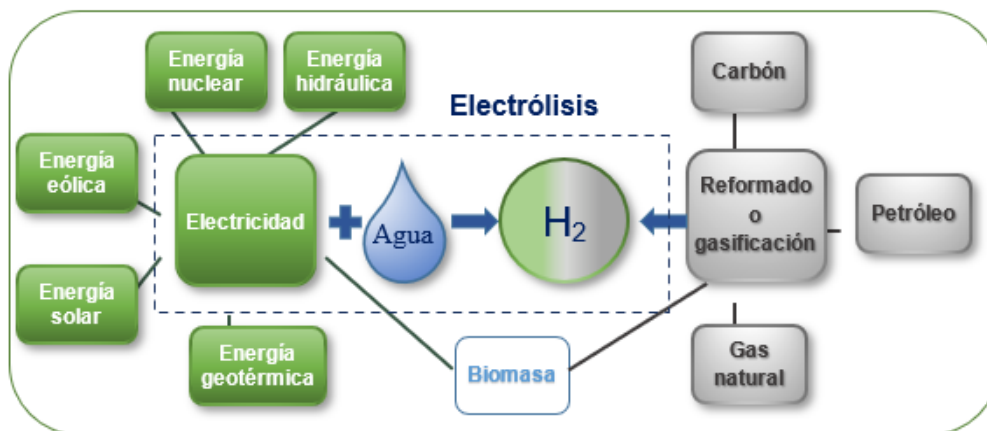 Energía
nuclear
Energía
hidráulica
Carbón
Electrólisis
Energía
eólica
Electricidad
Agua
H₂
Reformado
o
gasificación
Petróleo
Energía
solar
Energía
geotérmica
Biomasa
Gas
natural